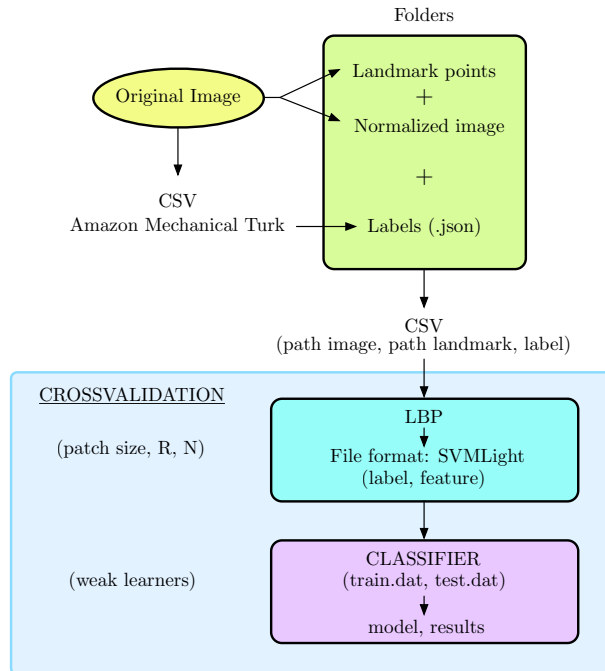 Folders
Original Image
Landmark points
+
Normalized image
+
CSV
Amazon Mechanical Turk
Labels (.json)
CSV
(path image, path landmark, label)
CROSSVALIDATION
LBP
(patch size, R, N)
File format: SVMLight
(label, feature)
CLASSIFIER
(weak learners)
(train.dat, test.dat)
model, results